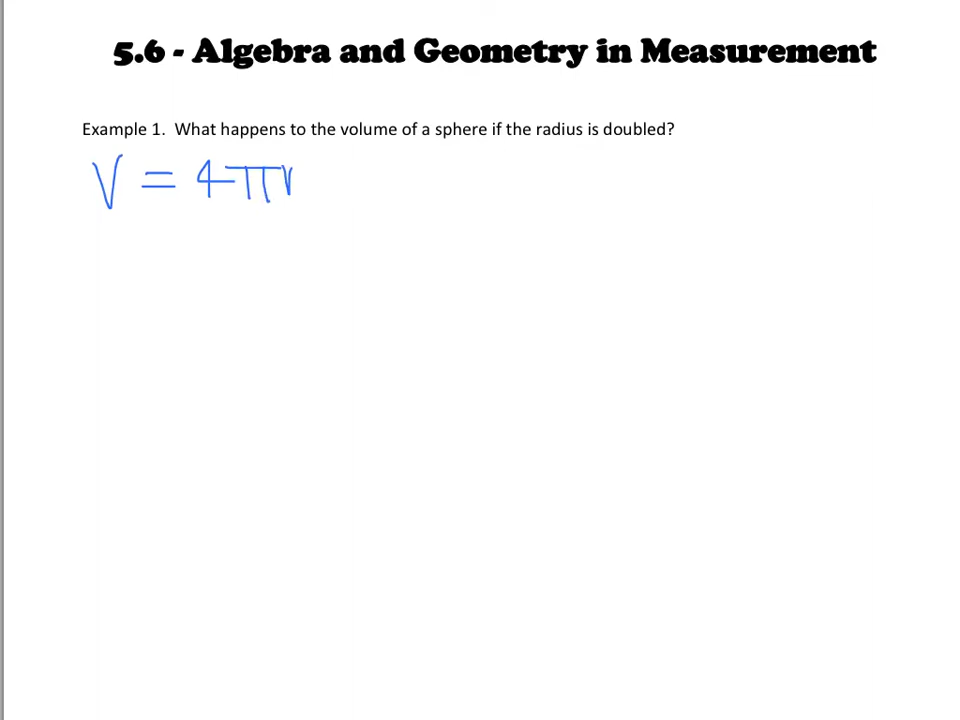 5.6 - Algebra and Geometry in Measurement
Example 1. What happens to the volume of a sphere if the radius is doubled?
V = 4πr